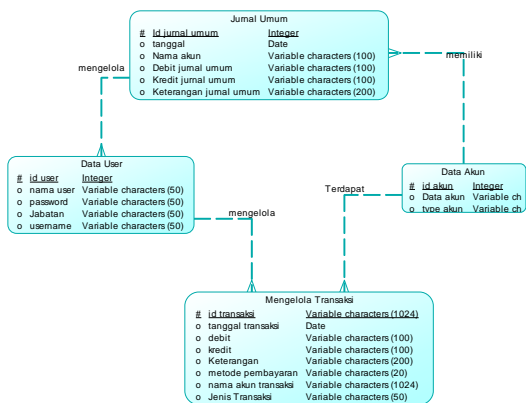 Jurnal Umum
# Id jurnal umum Integer
o tanggal Date
o Nama akun Variable characters (100)
o Debit jurnal umum Variable characters (100)
o Kredit jurnal umum Variable characters (100)
o Keterangan jurnal umum Variable characters (200)
mengelola
memiliki
Data User
# id user Integer
o nama user Variable characters (50)
o password Variable characters (50)
o Jabatan Variable characters (50)
o username Variable characters (50)
Data Akun
# id akun Integer
o Data akun Variable ch
o type akun Variable ch
Terdapat
mengelola
Mengelola Transaksi
# id transaksi Variable characters (1024)
o tanggal transaksi Date
o debit Variable characters (100)
o kredit Variable characters (100)
o Keterangan Variable characters (200)
o metode pembayaran Variable characters (20)
o nama akun transaksi Variable characters (1024)
o Jenis Transaksi Variable characters (50)